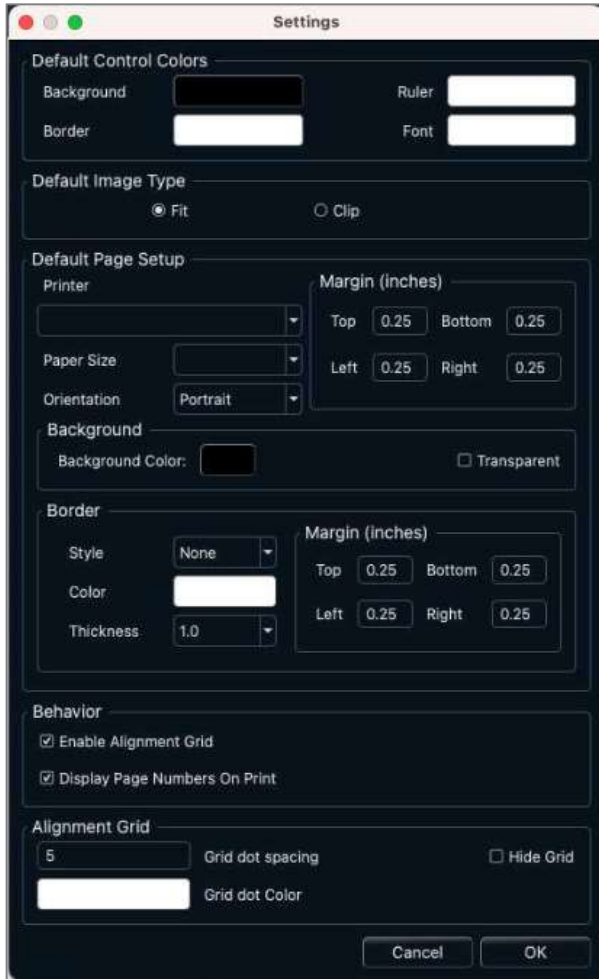 Settings
Default Control Colors
Background Ruler
Border Font
Default Image Type
Fit Clip
Default Page Setup
Printer
Margin (inches)
Top 0.25 Bottom 0.25
Paper Size
Left 0.25 Right 0.25
Orientation Portrait
Background
Background Color: Transparent
Border
Margin (inches)
Style None
Top 0.25 Bottom 0.25
Color
Left 0.25 Right 0.25
Thickness 1.0
Behavior
Enable Alignment Grid
Display Page Numbers On Print
Alignment Grid
5 Grid dot spacing Hide Grid
Grid dot Color
Cancel OK